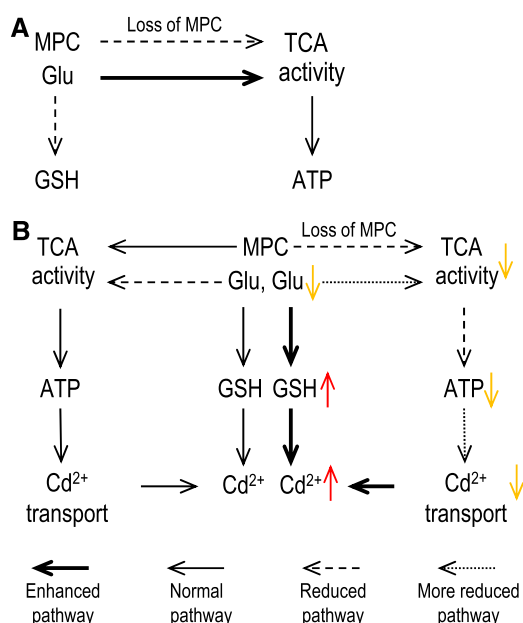 A
Loss of MPC
MPC
TCA
Glu
activity
GSH
ATP
B
Loss of MPC
TCA
MPC
TCA
activity
Glu, Glu
activity
ATP
GSH
GSH
ATP
Cd²⁺
Cd²⁺
Cd²⁺
Cd²⁺
transport
transport
Enhanced
pathway
Normal
pathway
Reduced
pathway
More reduced
pathway